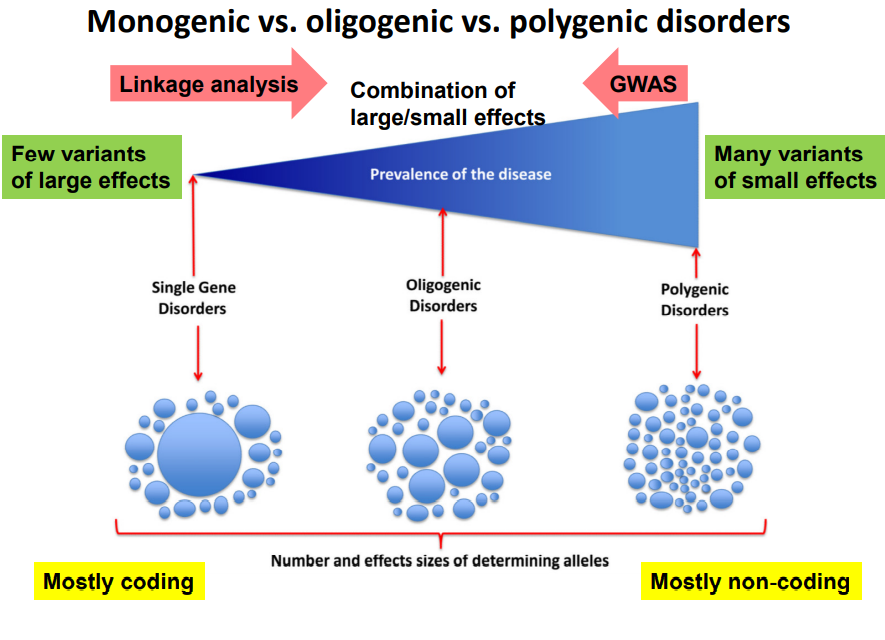 Monogenic vs. oligogenic vs. polygenic disorders
Linkage analysis
Combination of
large/small effects
GWAS
Few variants
of large effects
Prevalence of the disease
Many variants
of small effects
Single Gene
Disorders
Oligogenic
Disorders
Polygenic
Disorders
Number and effects sizes of determining alleles
Mostly coding
Mostly non-coding